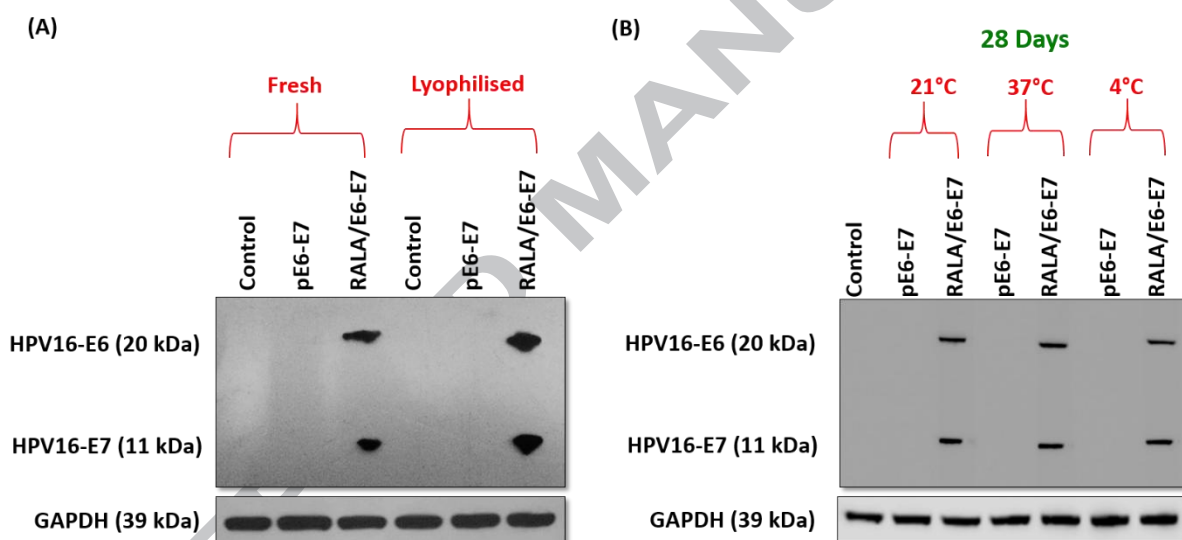 (A)
Fresh
Lyophilised
Control
pE6-E7
RALA/E6-E7
Control
pE6-E7
RALA/E6-E7
HPV16-E6 (20 kDa)
HPV16-E7 (11 kDa)
GAPDH (39 kDa)
(B)
28 Days
21°C
37°C
4°C
Control
pE6-E7
RALA/E6-E7
pE6-E7
RALA/E6-E7
pE6-E7
RALA/E6-E7
HPV16-E6 (20 kDa)
HPV16-E7 (11 kDa)
GAPDH (39 kDa)